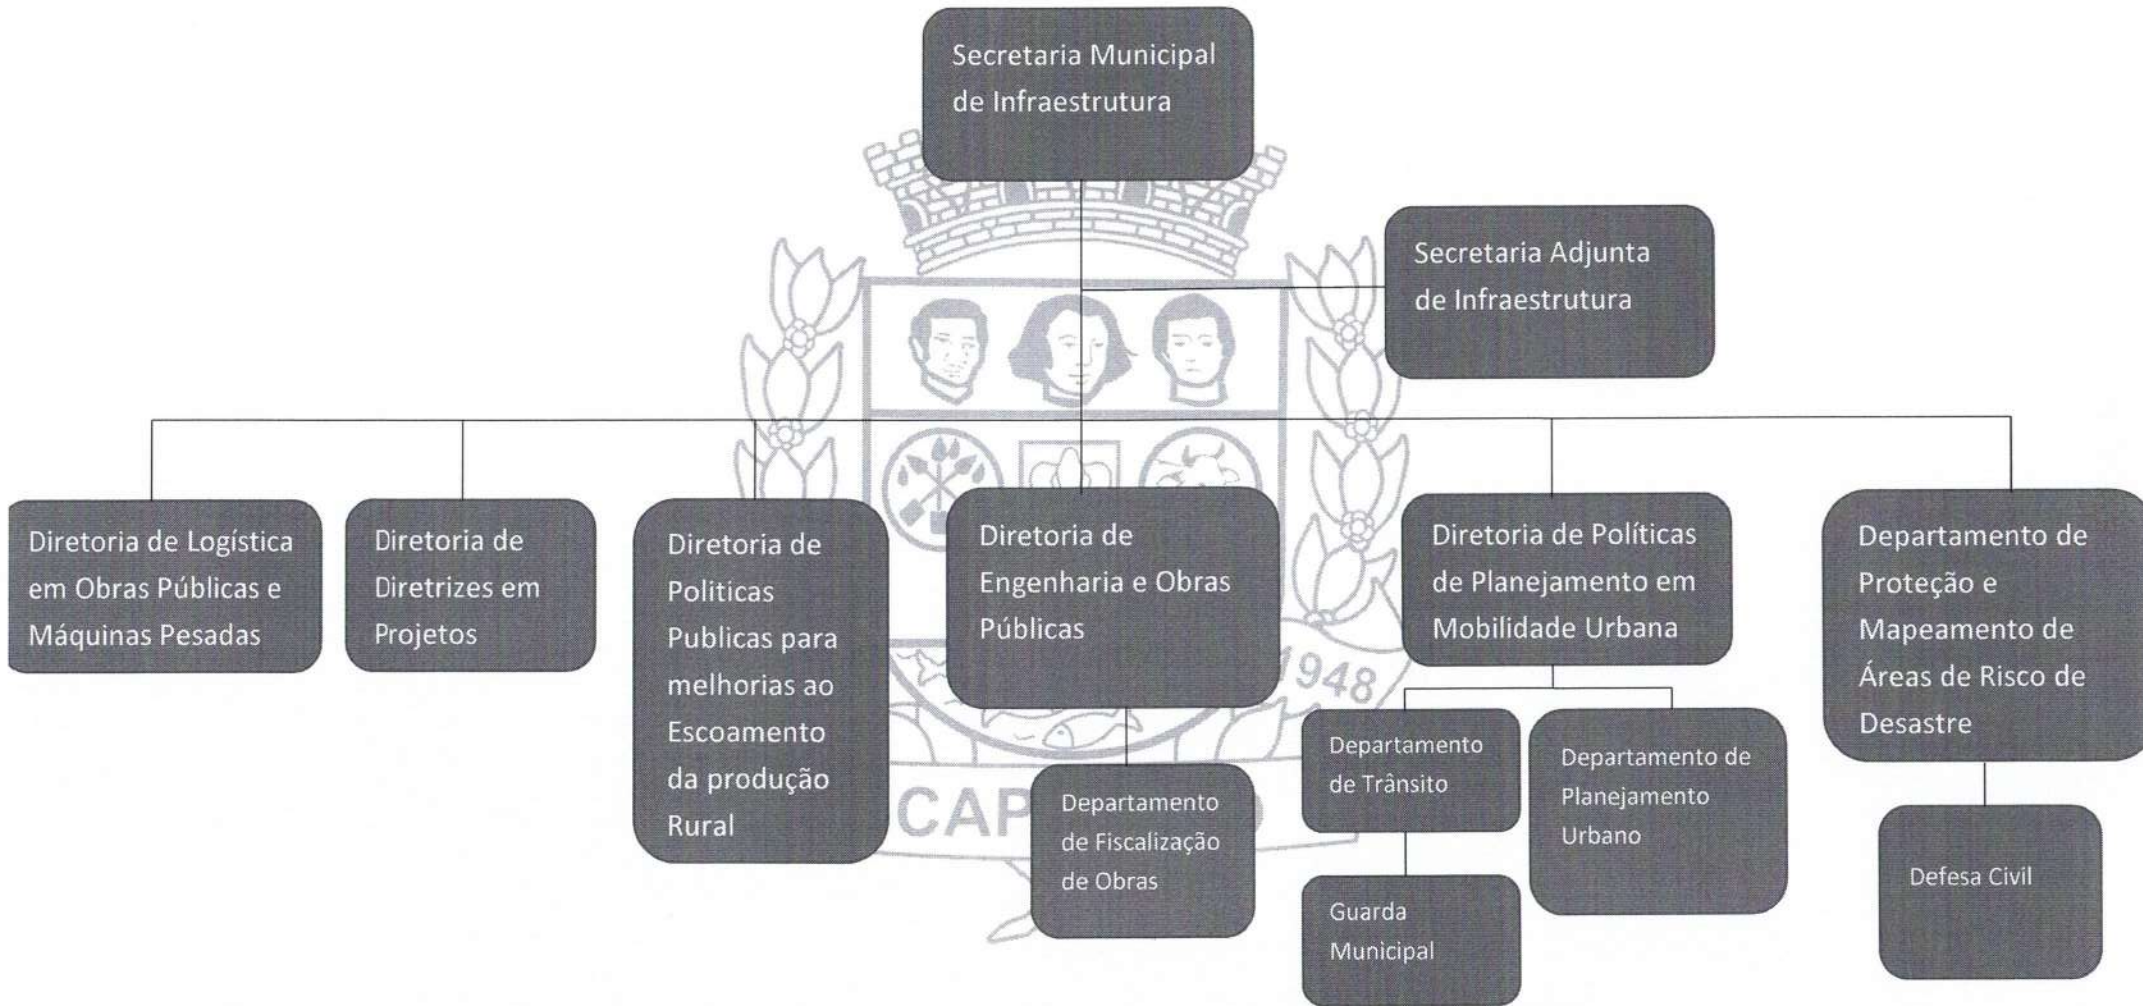 Secretaria Municipal
de Infraestrutura
Secretaria Adjunta
de Infraestrutura
Diretoria de Logística
em Obras Públicas e
Máquinas Pesadas
Diretoria de
Diretrizes em
Projetos
Diretoria de
Politicas
Publicas para
melhorias ao
Escoamento
da produção
Rural
Diretoria de
Engenharia e Obras
Públicas
Diretoria de Políticas
de Planejamento em
Mobilidade Urbana
Departamento de
Proteção e
Mapeamento de
Áreas de Risco de
Desastre
1948
Departamento
de Fiscalização
de Obras
Departamento
de Trânsito
Departamento de
Planejamento
Urbano
Guarda
Municipal
Defesa Civil